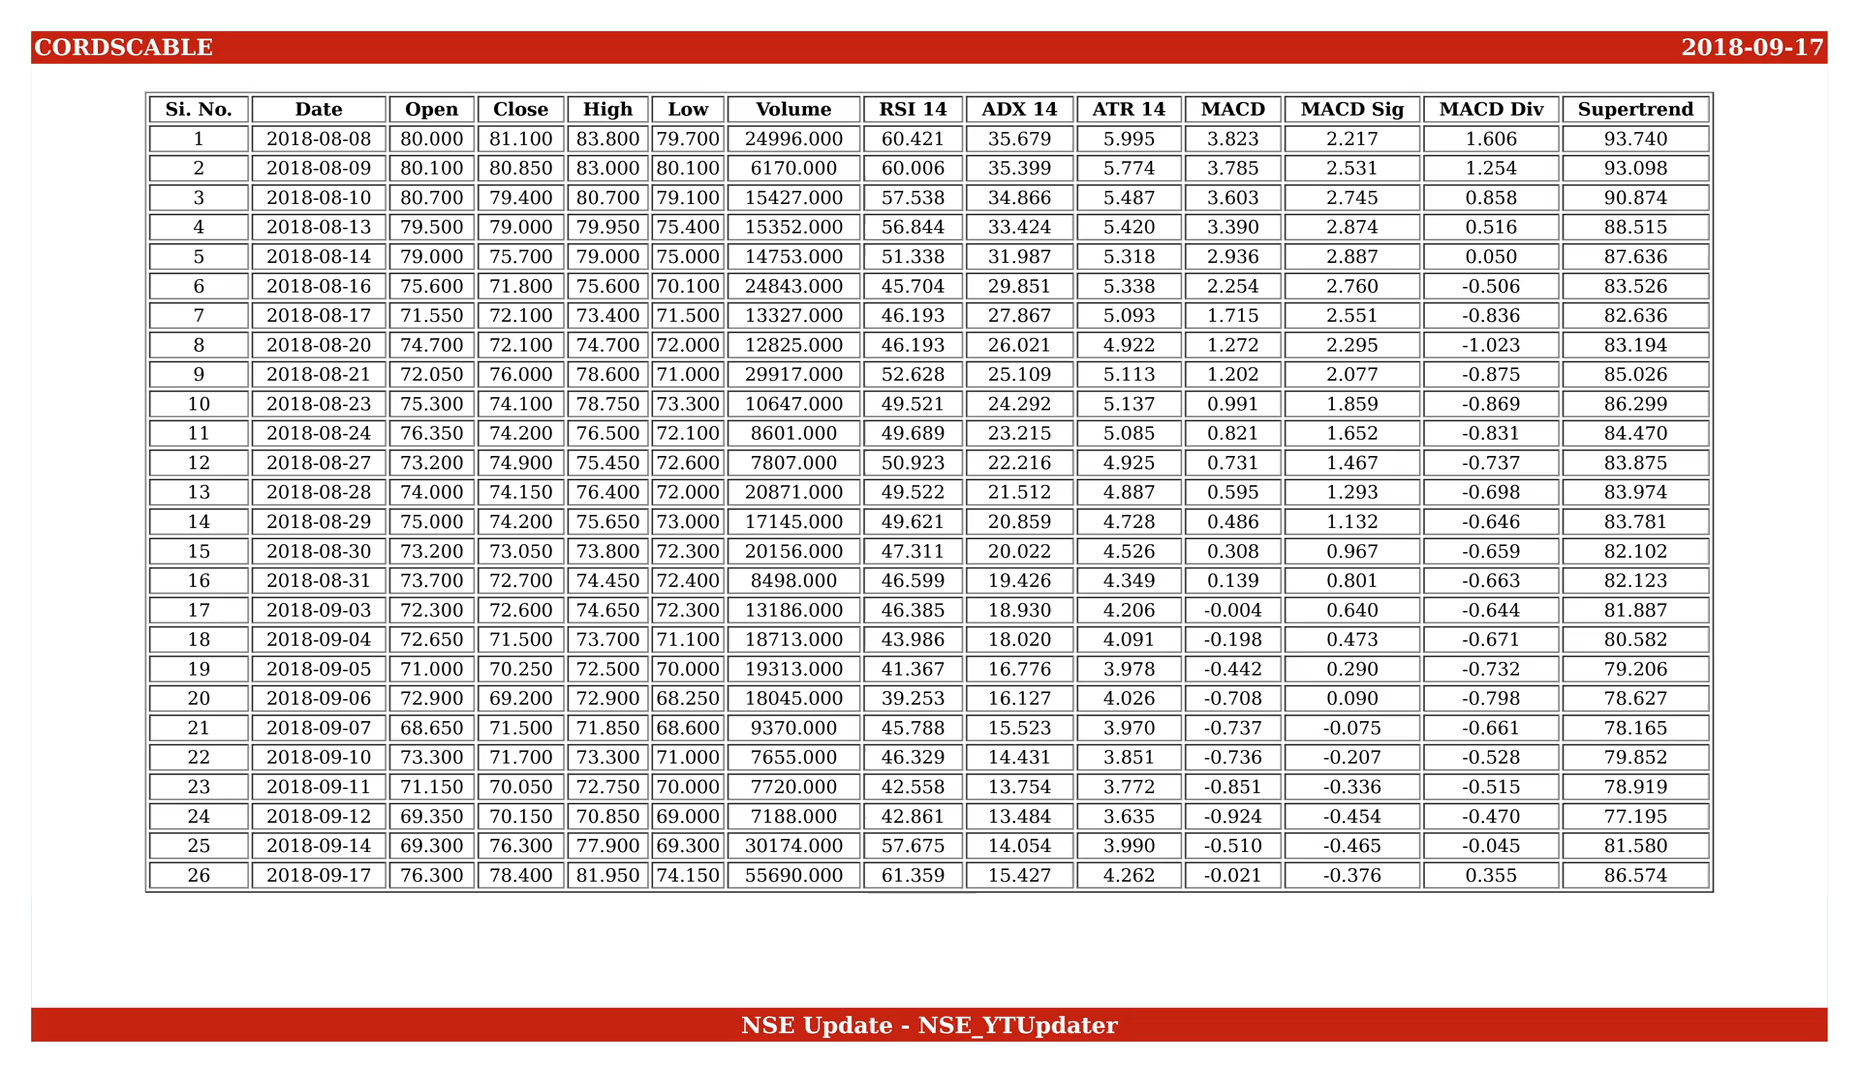 CORDSCABLE 2018-09-17
Si. No. Date Open Close High Low Volume RSI 14 ADX 14 ATR 14 MACD MACD Sig MACD Div Supertrend
1 2018-08-08 80.000 81.100 83.800 79.700 24996.000 60.421 35.679 5.995 3.823 2.217 1.606 93.740
2 2018-08-09 80.100 80.850 83.000 80.100 6170.000 60.006 35.399 5.774 3.785 2.531 1.254 93.098
3 2018-08-10 80.700 79.400 80.700 79.100 15427.000 57.538 34.866 5.487 3.603 2.745 0.858 90.874
4 2018-08-13 79.500 79.000 79.950 75.400 15352.000 56.844 33.424 5.420 3.390 2.874 0.516 88.515
5 2018-08-14 79.000 75.700 79.000 75.000 14753.000 51.338 31.987 5.318 2.936 2.887 0.050 87.636
6 2018-08-16 75.600 71.800 75.600 70.100 24843.000 45.704 29.851 5.338 2.254 2.760 -0.506 83.526
7 2018-08-17 71.550 72.100 73.400 71.500 13327.000 46.193 27.867 5.093 1.715 2.551 -0.836 82.636
8 2018-08-20 74.700 72.100 74.700 72.000 12825.000 46.193 26.021 4.922 1.272 2.295 -1.023 83.194
9 2018-08-21 72.050 76.000 78.600 71.000 29917.000 52.628 25.109 5.113 1.202 2.077 -0.875 85.026
10 2018-08-23 75.300 74.100 78.750 73.300 10647.000 49.521 24.292 5.137 0.991 1.859 -0.869 86.299
11 2018-08-24 76.350 74.200 76.500 72.100 8601.000 49.689 23.215 5.085 0.821 1.652 -0.831 84.470
12 2018-08-27 73.200 74.900 75.450 72.600 7807.000 50.923 22.216 4.925 0.731 1.467 -0.737 83.875
13 2018-08-28 74.000 74.150 76.400 72.000 20871.000 49.522 21.512 4.887 0.595 1.293 -0.698 83.974
14 2018-08-29 75.000 74.200 75.650 73.000 17145.000 49.621 20.859 4.728 0.486 1.132 -0.646 83.781
15 2018-08-30 73.200 73.050 73.800 72.300 20156.000 47.311 20.022 4.526 0.308 0.967 -0.659 82.102
16 2018-08-31 73.700 72.700 74.450 72.400 8498.000 46.599 19.426 4.349 0.139 0.801 -0.663 82.123
17 2018-09-03 72.300 72.600 74.650 72.300 13186.000 46.385 18.930 4.206 -0.004 0.640 -0.644 81.887
18 2018-09-04 72.650 71.500 73.700 71.100 18713.000 43.986 18.020 4.091 -0.198 0.473 -0.671 80.582
19 2018-09-05 71.000 70.250 72.500 70.000 19313.000 41.367 16.776 3.978 -0.442 0.290 -0.732 79.206
20 2018-09-06 72.900 69.200 72.900 68.250 18045.000 39.253 16.127 4.026 -0.708 0.090 -0.798 78.627
21 2018-09-07 68.650 71.500 71.850 68.600 9370.000 45.788 15.523 3.970 -0.737 -0.075 -0.661 78.165
22 2018-09-10 73.300 71.700 73.300 71.000 7655.000 46.329 14.431 3.851 -0.736 -0.207 -0.528 79.852
23 2018-09-11 71.150 70.050 72.750 70.000 7720.000 42.558 13.754 3.772 -0.851 -0.336 -0.515 78.919
24 2018-09-12 69.350 70.150 70.850 69.000 7188.000 42.861 13.484 3.635 -0.924 -0.454 -0.470 77.195
25 2018-09-14 69.300 76.300 77.900 69.300 30174.000 57.675 14.054 3.990 -0.510 -0.465 -0.045 81.580
26 2018-09-17 76.300 78.400 81.950 74.150 55690.000 61.359 15.427 4.262 -0.021 -0.376 0.355 86.574
NSE Update - NSE_YTUpdater